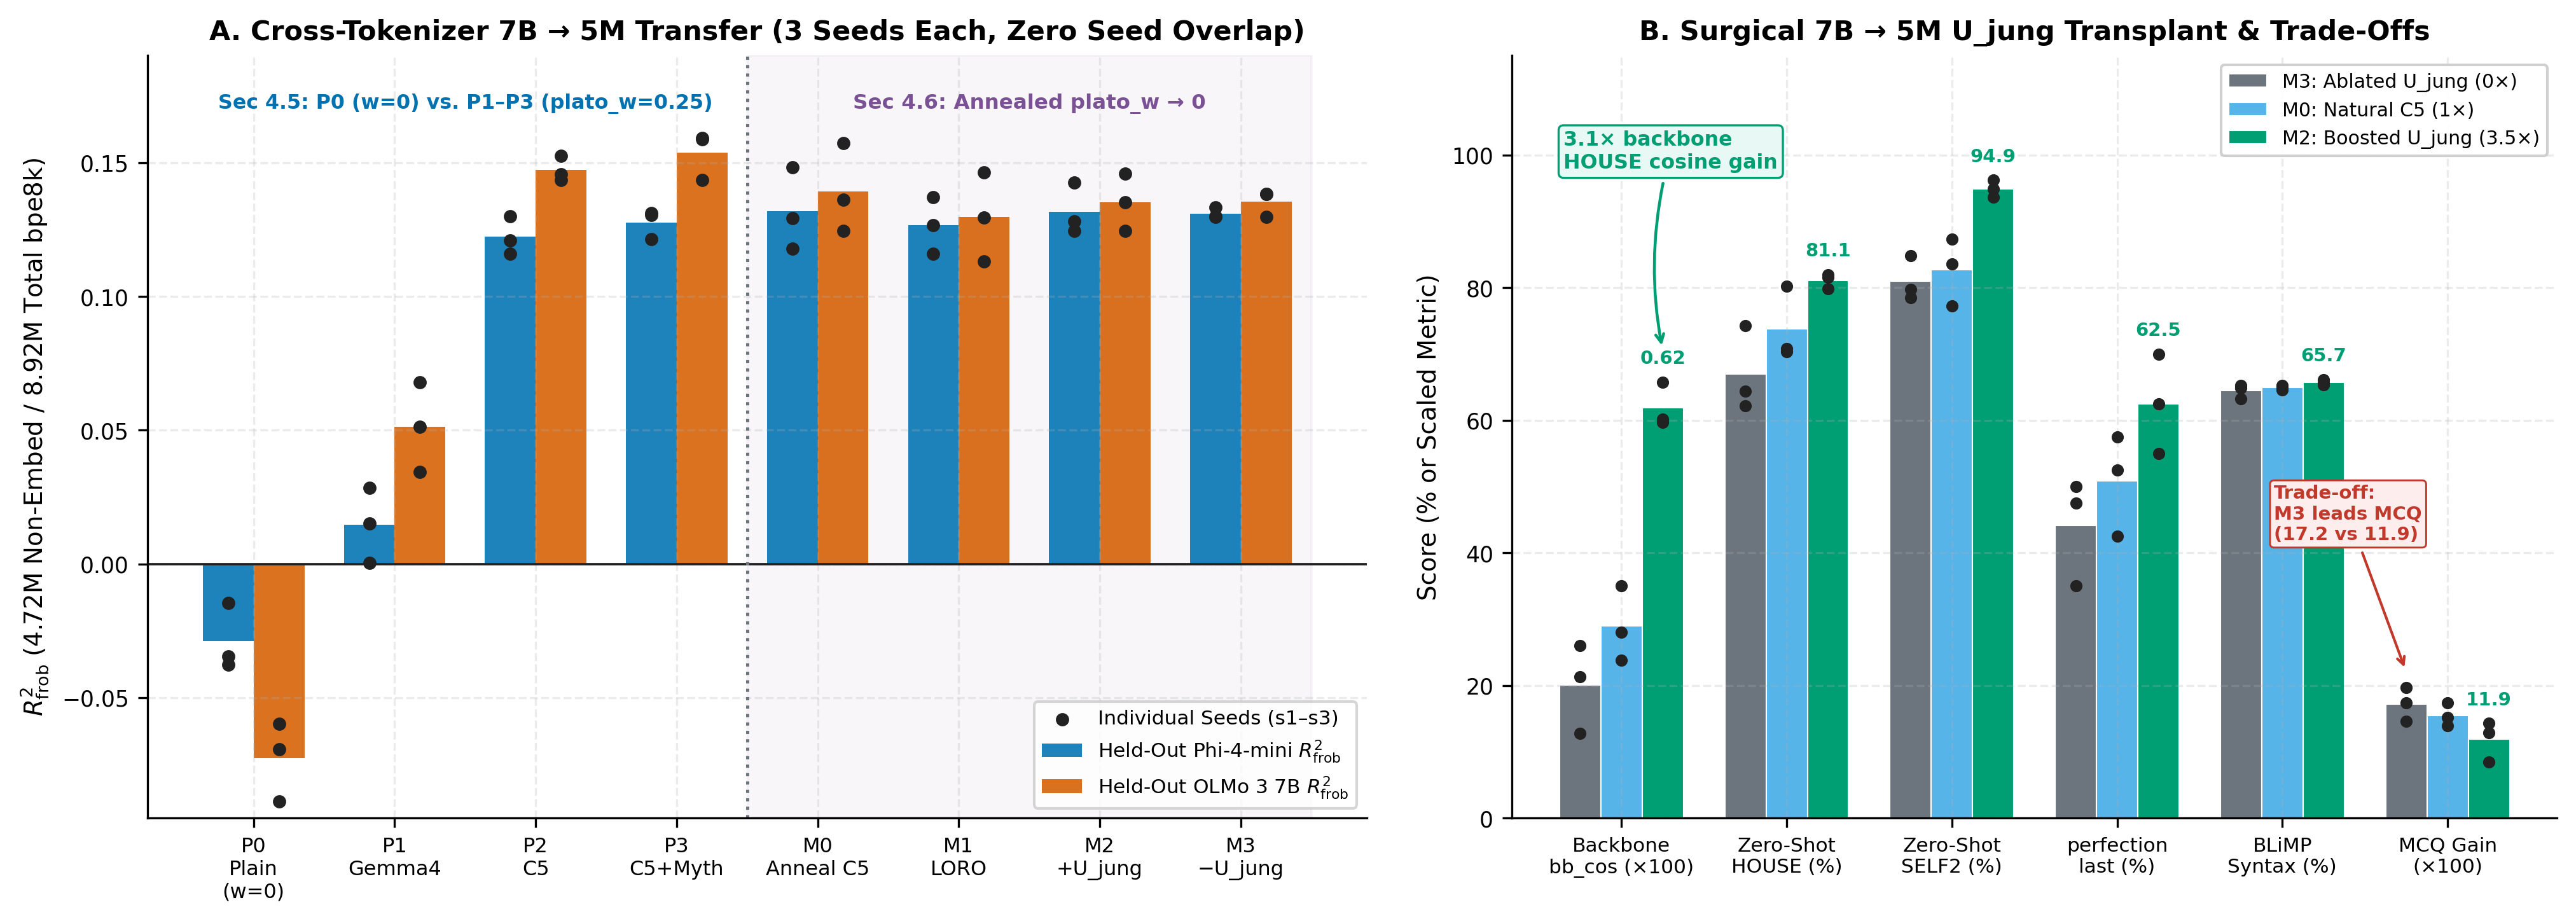 A. Cross-Tokenizer 7B → 5M Transfer (3 Seeds Each, Zero Seed Overlap)
Sec 4.5: P0 (w=0) vs. P1–P3 (plato_w=0.25)
Sec 4.6: Annealed plato_w → 0
R²frob (4.72M Non-Embed / 8.92M Total bpe8k)
0.15
0.10
0.05
0.00
−0.05
Individual Seeds (s1–s3)
Held-Out Phi-4-mini R²frob
Held-Out OLMo 3 7B R²frob
P0
Plain
(w=0)
P1
Gemma4
P2
C5
P3
C5+Myth
M0
Anneal C5
M1
LORO
M2
+U_jung
M3
−U_jung
B. Surgical 7B → 5M U_jung Transplant & Trade-Offs
M3: Ablated U_jung (0×)
M0: Natural C5 (1×)
M2: Boosted U_jung (3.5×)
3.1× backbone
HOUSE cosine gain
Score (% or Scaled Metric)
100
80
60
40
20
0
0.62
81.1
94.9
62.5
65.7
11.9
Trade-off:
M3 leads MCQ
(17.2 vs 11.9)
Backbone
bb_cos (×100)
Zero-Shot
HOUSE (%)
Zero-Shot
SELF2 (%)
perfection
last (%)
BLiMP
Syntax (%)
MCQ Gain
(×100)